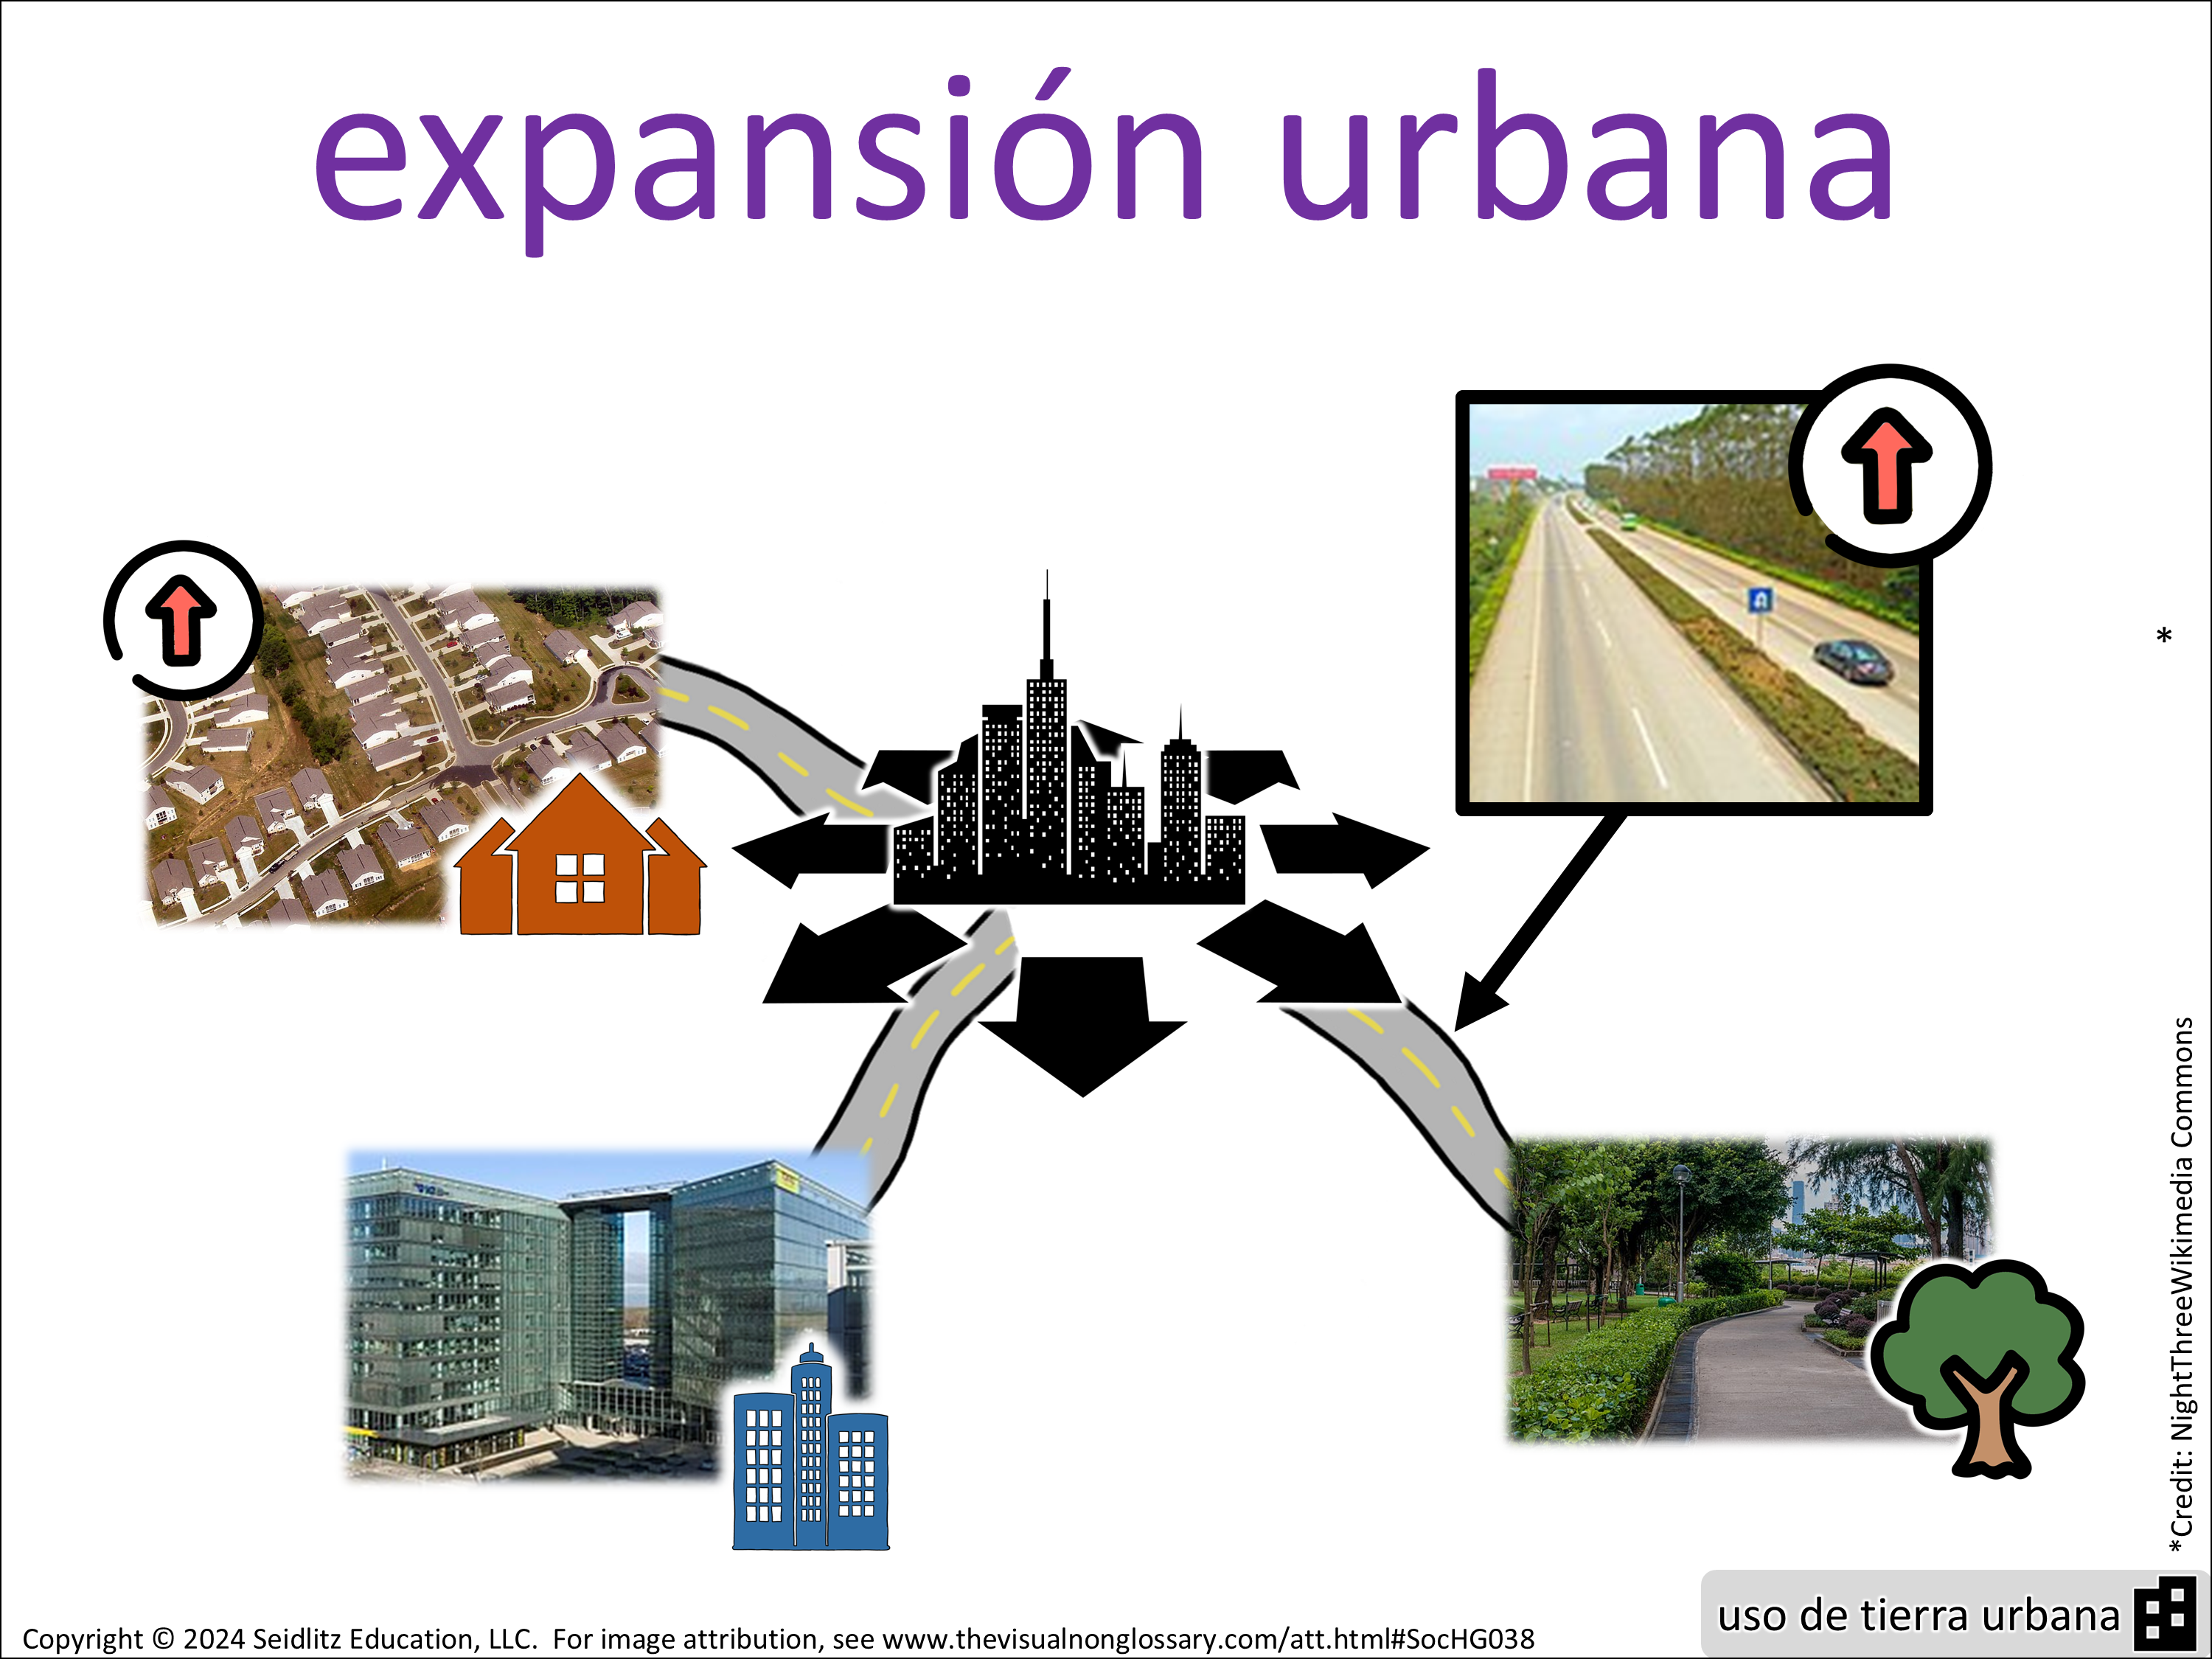 expansión urbana
*
*Credit: NightThreeWikimedia Commons
uso de tierra urbana
Copyright © 2024 Seidlitz Education, LLC.  For image attribution, see www.thevisualnonglossary.com/att.html#SocHG038